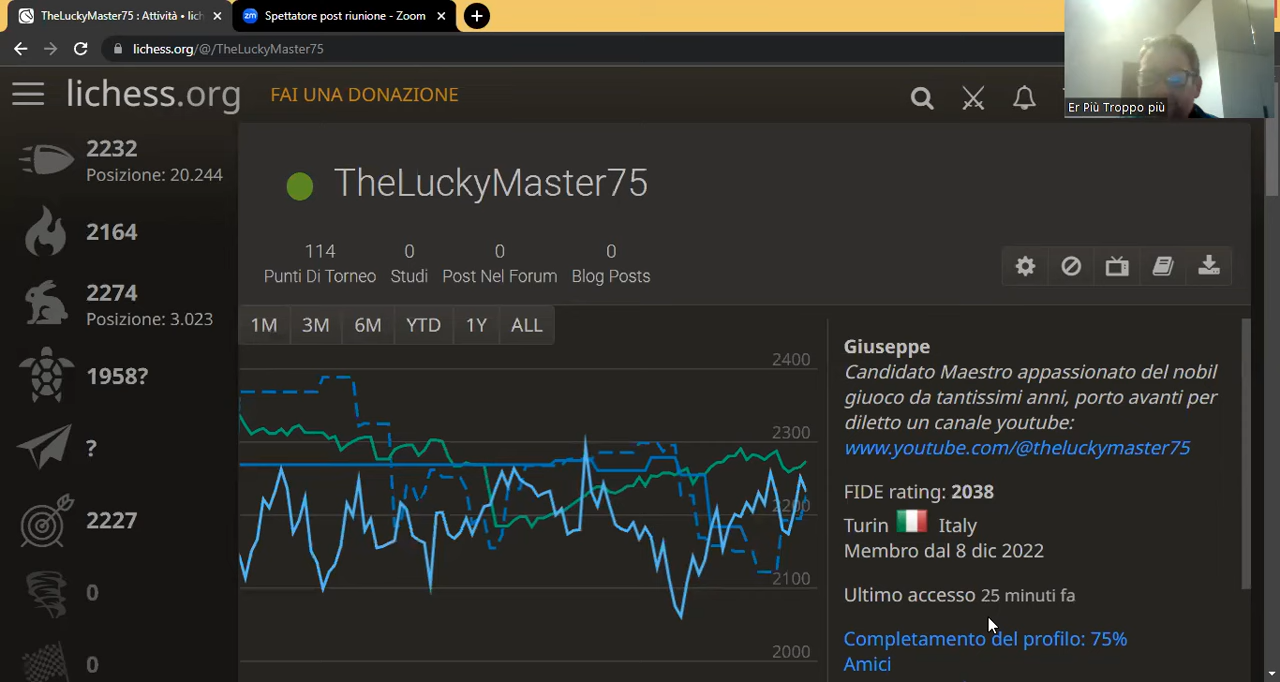 TheLuckyMaster75 : Attività • lich
Spettatore post riunione - Zoom
lichess.org/@/TheLuckyMaster75
Er Più Troppo più
lichess.org
FAI UNA DONAZIONE
2232
Posizione: 20.244
2164
2274
Posizione: 3.023
1958?
?
2227
0
0
TheLuckyMaster75
114 0 0 0
Punti Di Torneo Studi Post Nel Forum Blog Posts
1M 3M 6M YTD 1Y ALL
2400
2300
2200
2100
2000
Giuseppe
Candidato Maestro appassionato del nobil
giuoco da tantissimi anni, porto avanti per
diletto un canale youtube:
www.youtube.com/@theluckymaster75
FIDE rating: 2038
Turin Italy
Membro dal 8 dic 2022
Ultimo accesso 25 minuti fa
Completamento del profilo: 75%
Amici